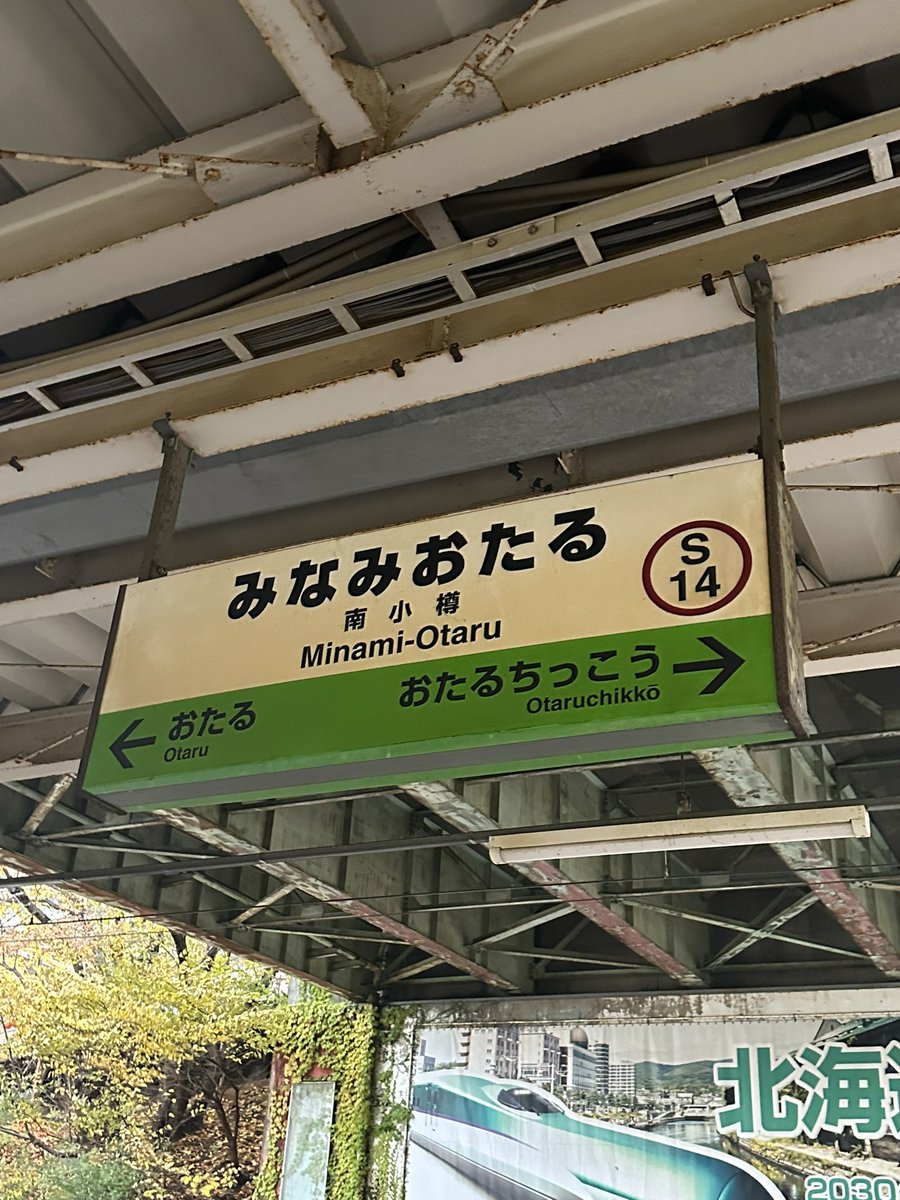 みなみおたる
南小樽
Minami-Otaru
S
14
← おたる
Otaru
おたるちっこう →
Otaruchikkō
北海
2030